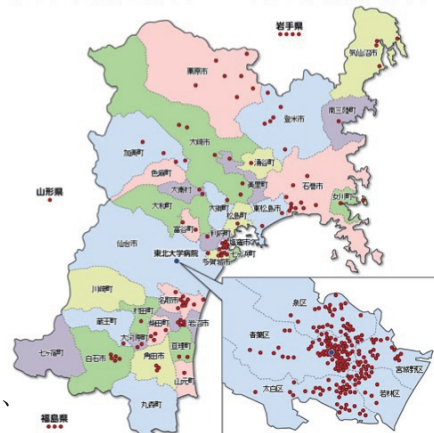 岩手県
気仙沼市
栗原市
南三陸町
登米市
大崎市
加美町
涌谷町
色麻町
美里町
石巻市
女川町
山形県
大衡村
大郷町
東松島市
大和町
松島町
富谷町
利府町
塩竈市
七ヶ浜町
仙台市
多賀城市
東北大学病院
川崎町
名取市
村田町
岩沼市
蔵王町
柴田町
大河原町
七ヶ宿町
亘理町
白石市
角田市
山元町
丸森町
福島県
泉区
青葉区
宮城野区
太白区
若林区
、